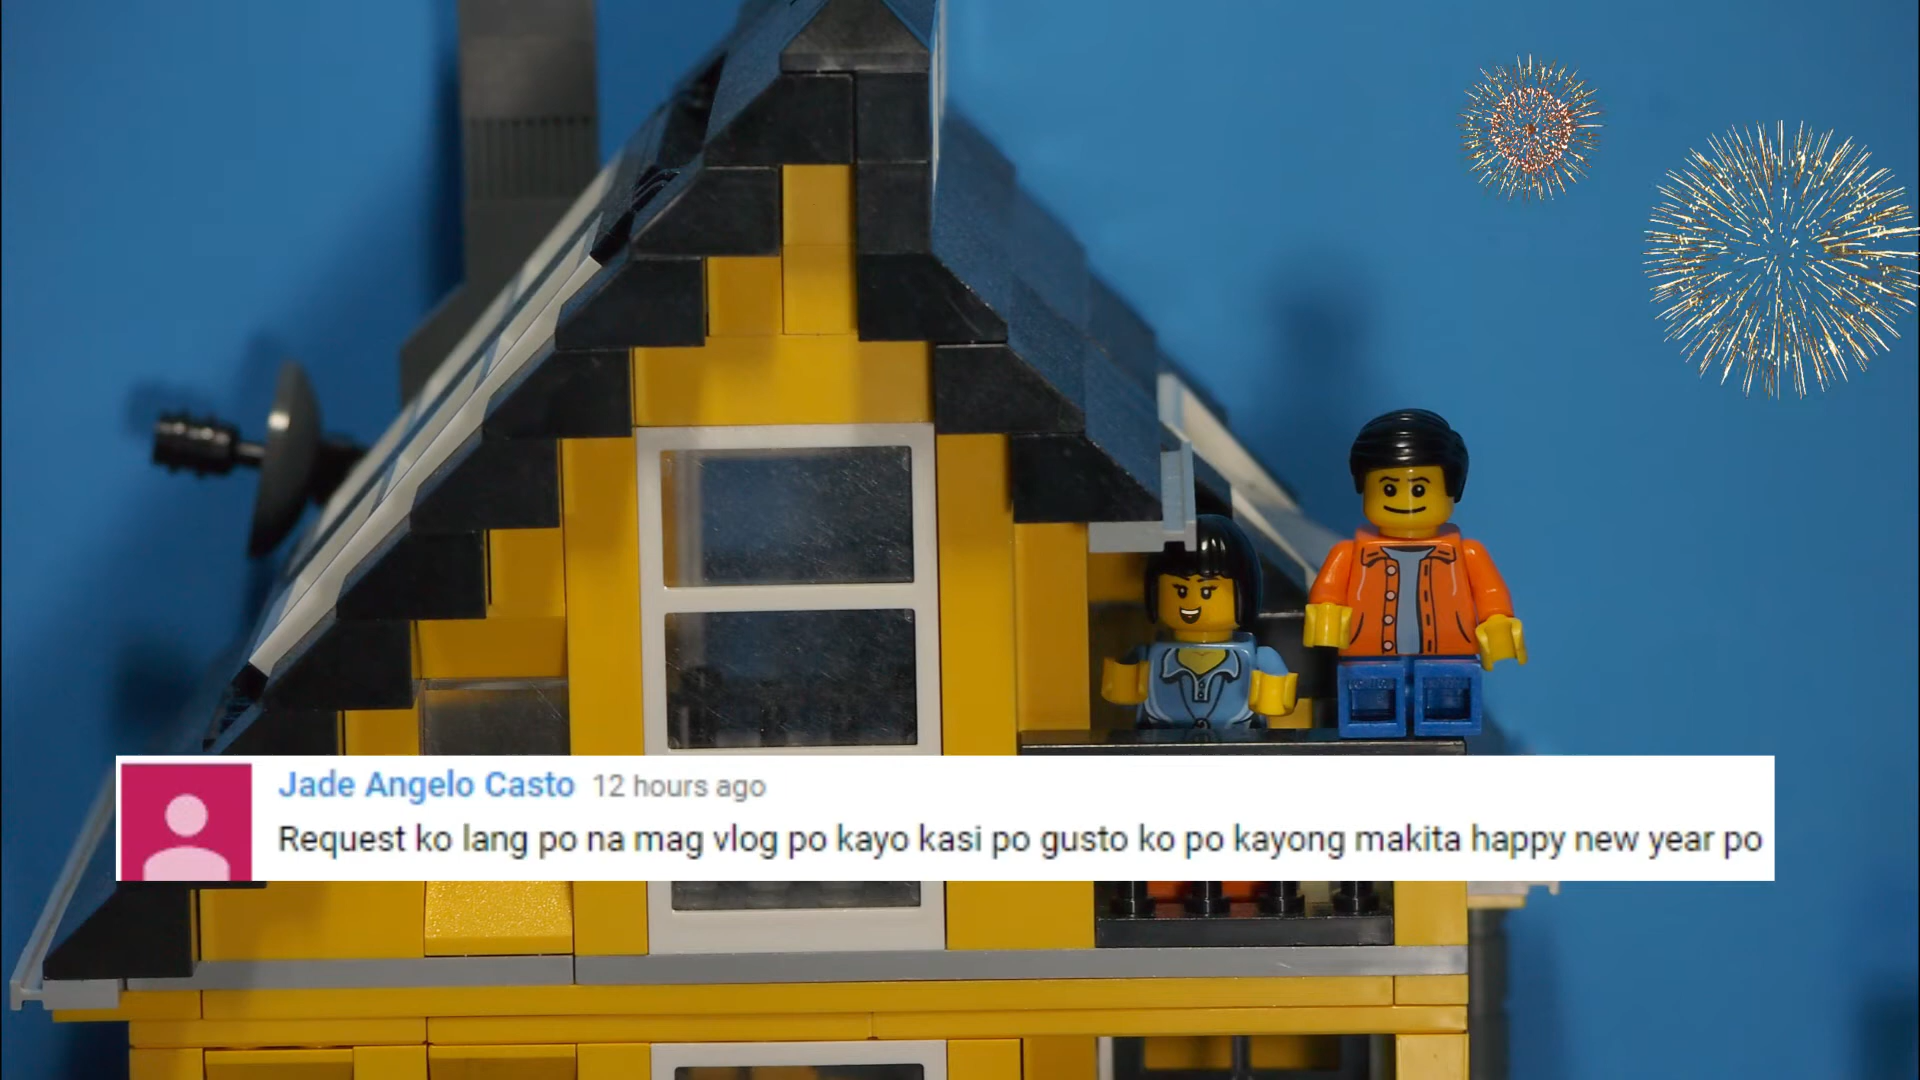 Jade Angelo Casto 12 hours ago
Request ko lang po na mag vlog po kayo kasi po gusto ko po kayong makita happy new year po